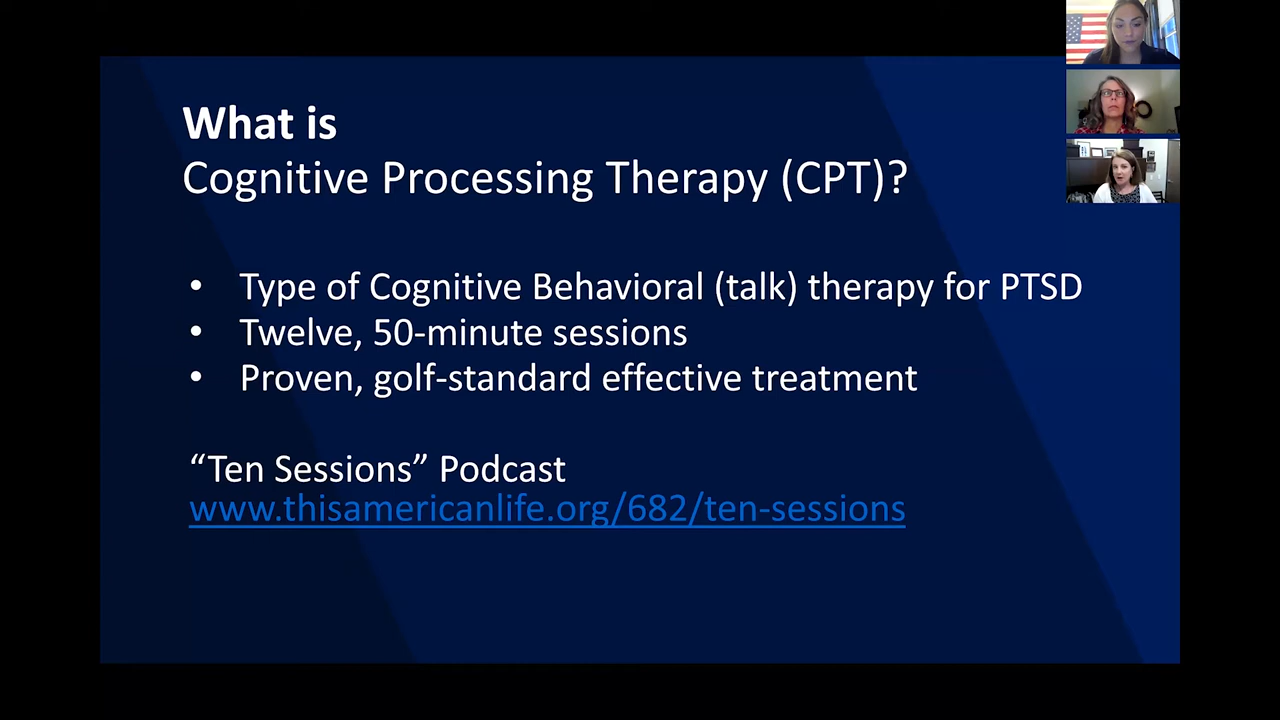 What is
Cognitive Processing Therapy (CPT)?
• Type of Cognitive Behavioral (talk) therapy for PTSD
• Twelve, 50-minute sessions
• Proven, golf-standard effective treatment
“Ten Sessions” Podcast
www.thisamericanlife.org/682/ten-sessions